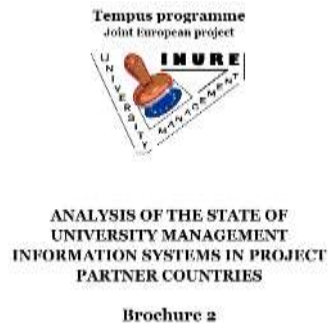 Tempus programme
Joint European project
INURE
UNIVERSITY
MANAGEMENT
ANALYSIS OF THE STATE OF
UNIVERSITY MANAGEMENT
INFORMATION SYSTEMS IN PROJECT
PARTNER COUNTRIES
Brochure 2